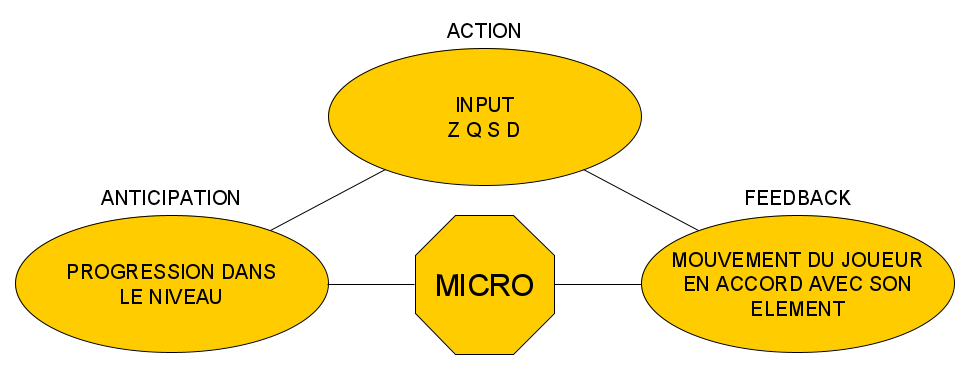 ACTION
INPUT
Z Q S D
ANTICIPATION
FEEDBACK
PROGRESSION DANS
LE NIVEAU
MICRO
MOUVEMENT DU JOUEUR
EN ACCORD AVEC SON
ELEMENT